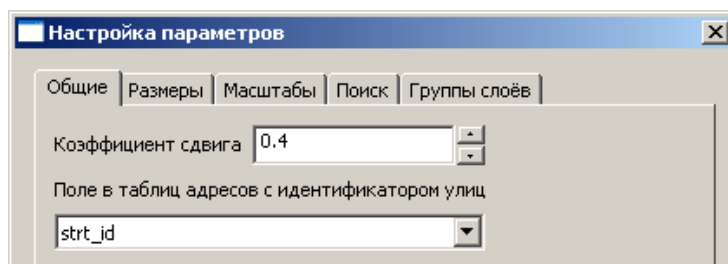 Настройка параметров
Общие Размеры Масштабы Поиск Группы слоёв
Коэффициент сдвига 0.4
Поле в таблиц адресов с идентификатором улиц
strt_id